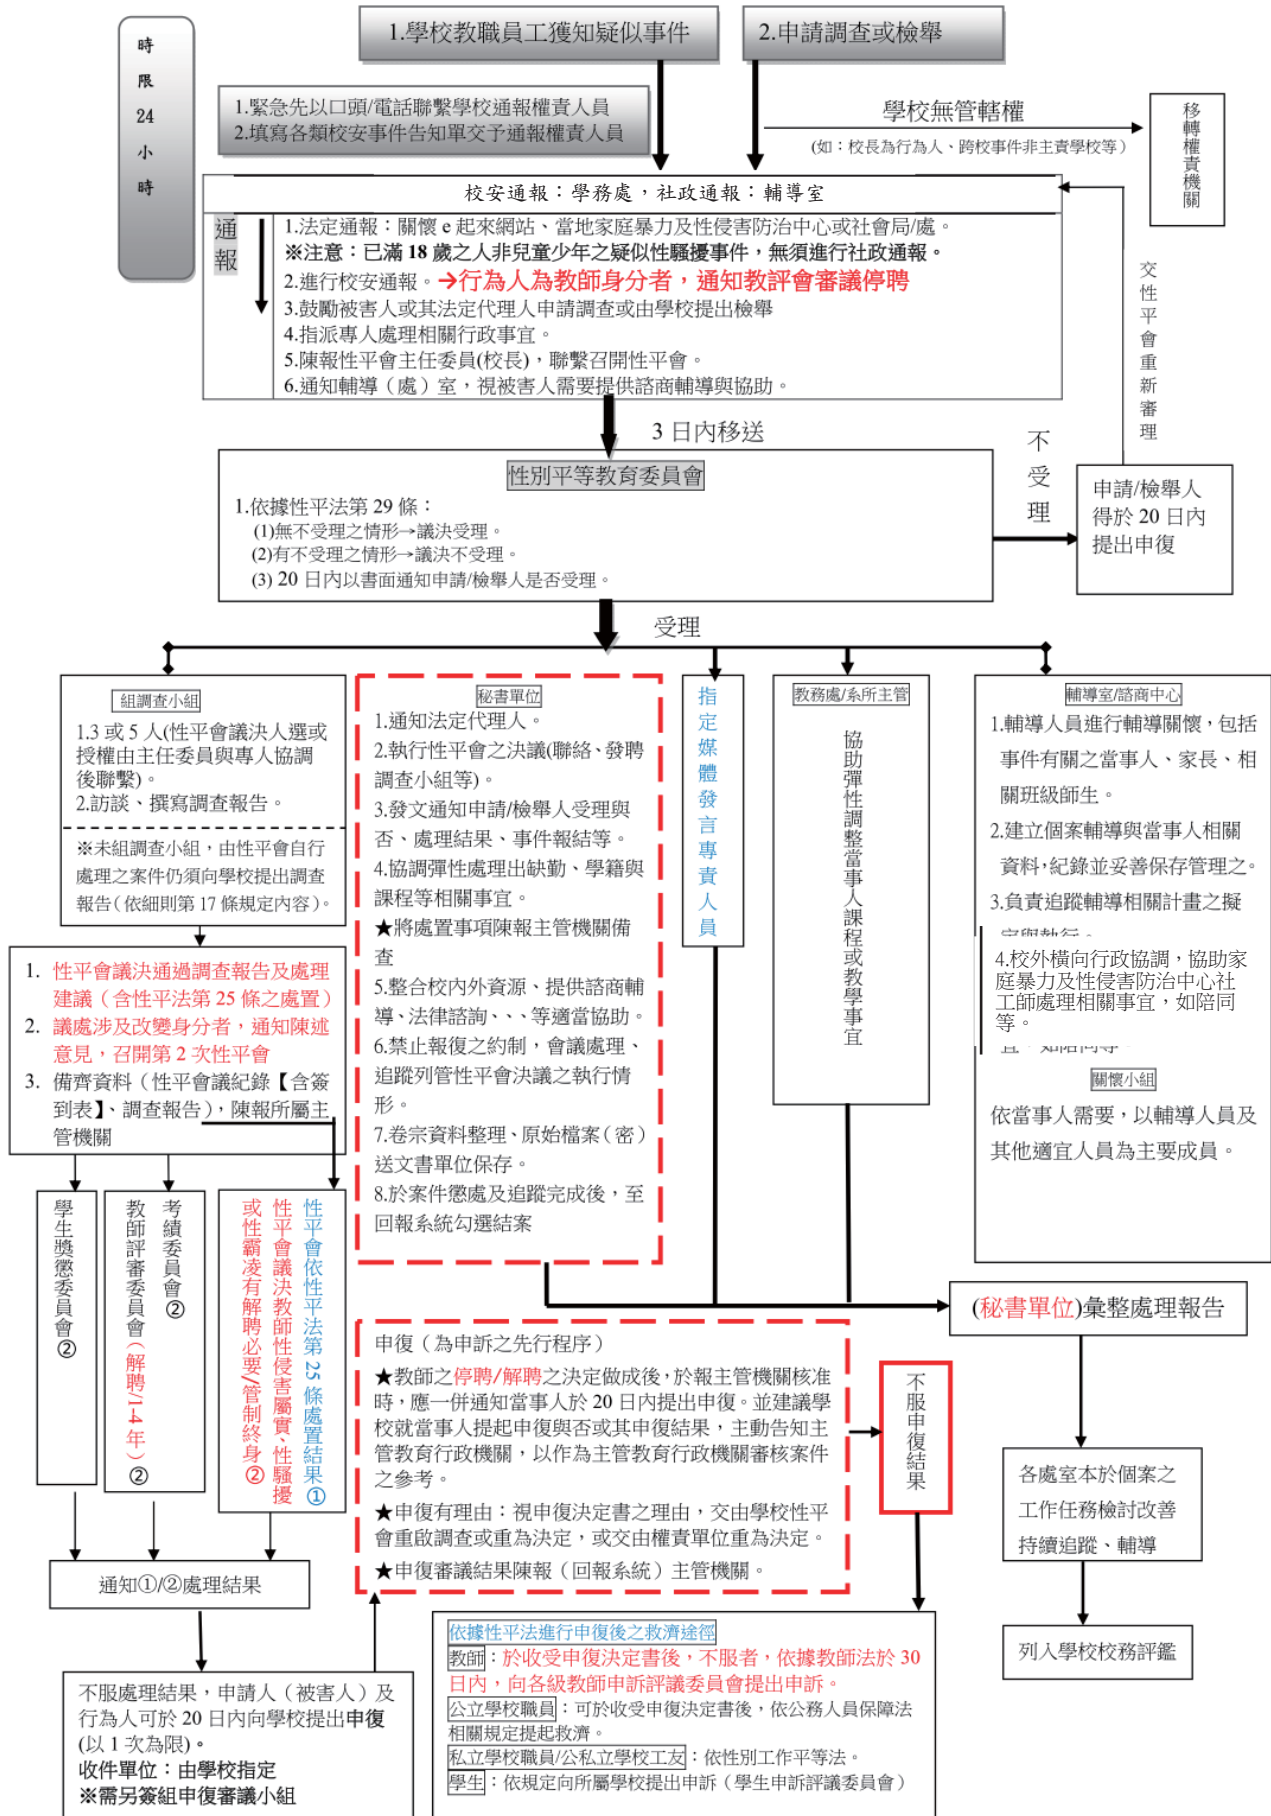 時
限
24
小
時
1.學校教職員工獲知疑似事件
2.申請調查或檢舉
1.緊急先以口頭/電話聯繫學校通報權責人員
2.填寫各類校安事件告知單交予通報權責人員
學校無管轄權
(如：校長為行為人、跨校事件非主責學校等)
移轉權責機關
校安通報：學務處，社政通報：輔導室
通報
1.法定通報：關懷 e 起來網站、當地家庭暴力及性侵害防治中心或社會局/處。
※注意：已滿 18 歲之人非兒童少年之疑似性騷擾事件，無須進行社政通報。
2.進行校安通報。→行為人為教師身分者，通知教評會審議停聘
3.鼓勵被害人或其法定代理人申請調查或由學校提出檢舉
4.指派專人處理相關行政事宜。
5.陳報性平會主任委員(校長)，聯繫召開性平會。
6.通知輔導（處）室，視被害人需要提供諮商輔導與協助。
交性平會重新審理
3 日內移送
不受理
性別平等教育委員會
1.依據性平法第 29 條：
(1)無不受理之情形→議決受理。
(2)有不受理之情形→議決不受理。
(3) 20 日內以書面通知申請/檢舉人是否受理。
申請/檢舉人
得於 20 日內
提出申復
受理
組調查小組
1.3 或 5 人(性平會議決人選或
授權由主任委員與專人協調
後聯繫)。
2.訪談、撰寫調查報告。
※未組調查小組，由性平會自行
處理之案件仍須向學校提出調查
報告（依細則第 17 條規定內容）。
秘書單位
1.通知法定代理人。
2.執行性平會之決議(聯絡、發聘
調查小組等)。
3.發文通知申請/檢舉人受理與
否、處理結果、事件報結等。
4.協調彈性處理出缺勤、學籍與
課程等相關事宜。
★將處置事項陳報主管機關備
查
5.整合校內外資源、提供諮商輔
導、法律諮詢、、、等適當協助。
6.禁止報復之約制，會議處理、
追蹤列管性平會決議之執行情
形。
7.卷宗資料整理、原始檔案（密）
送文書單位保存。
8.於案件懲處及追蹤完成後，至
回報系統勾選結案
指定媒體發言專責人員
教務處/系所主管
協助彈性調整當事人課程或教學事宜
輔導室/諮商中心
1.輔導人員進行輔導關懷，包括
事件有關之當事人、家長、相
關班級師生。
2.建立個案輔導與當事人相關
資料，紀錄並妥善保存管理之。
3.負責追蹤輔導相關計畫之擬
定與執行。
4.校外橫向行政協調，協助家
庭暴力及性侵害防治中心社
工師處理相關事宜，如陪同
等。
關懷小組
依當事人需要，以輔導人員及
其他適宜人員為主要成員。
1. 性平會議決通過調查報告及處理
建議（含性平法第 25 條之處置）
2. 議處涉及改變身分者，通知陳述
意見，召開第 2 次性平會
3. 備齊資料（性平會議紀錄【含簽
到表】、調查報告），陳報所屬主
管機關
學生獎懲委員會②
考績委員會②
教師評審委員會（解聘/1-4 年）②
性平會依性平法第 25 條處置結果①
性平會議決教師性侵害屬實、性騷擾
或性霸凌有解聘必要/管制終身②
通知①/②處理結果
不服處理結果，申請人（被害人）及
行為人可於 20 日內向學校提出申復
(以 1 次為限)。
收件單位：由學校指定
※需另簽組申復審議小組
申復（為申訴之先行程序）
★教師之停聘/解聘之決定做成後，於報主管機關核准
時，應一併通知當事人於 20 日內提出申復。並建議學
校就當事人提起申復與否或其申復結果，主動告知主
管教育行政機關，以作為主管教育行政機關審核案件
之參考。
★申復有理由：視申復決定書之理由，交由學校性平
會重啟調查或重為決定，或交由權責單位重為決定。
★申復審議結果陳報（回報系統）主管機關。
不服申復結果
依據性平法進行申復後之救濟途徑
教師：於收受申復決定書後，不服者，依據教師法於 30
日內，向各級教師申訴評議委員會提出申訴。
公立學校職員：可於收受申復決定書後，依公務人員保障法
相關規定提起救濟。
私立學校職員/公私立學校工友：依性別工作平等法。
學生：依規定向所屬學校提出申訴（學生申訴評議委員會）
(秘書單位)彙整處理報告
各處室本於個案之
工作任務檢討改善
持續追蹤、輔導
列入學校校務評鑑